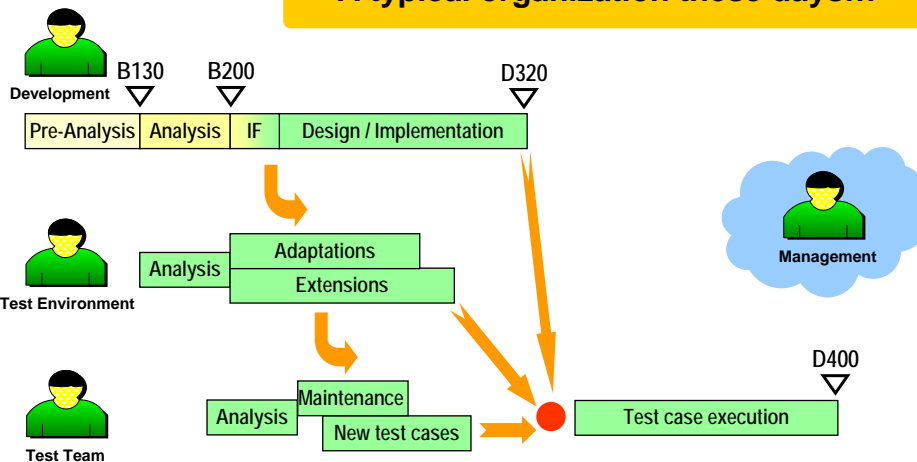 B130
B200
D320
Development
Pre-Analysis
Analysis
IF
Design / Implementation
Management
Test Environment
Analysis
Adaptations
Extensions
D400
Test Team
Analysis
Maintenance
New test cases
Test case execution